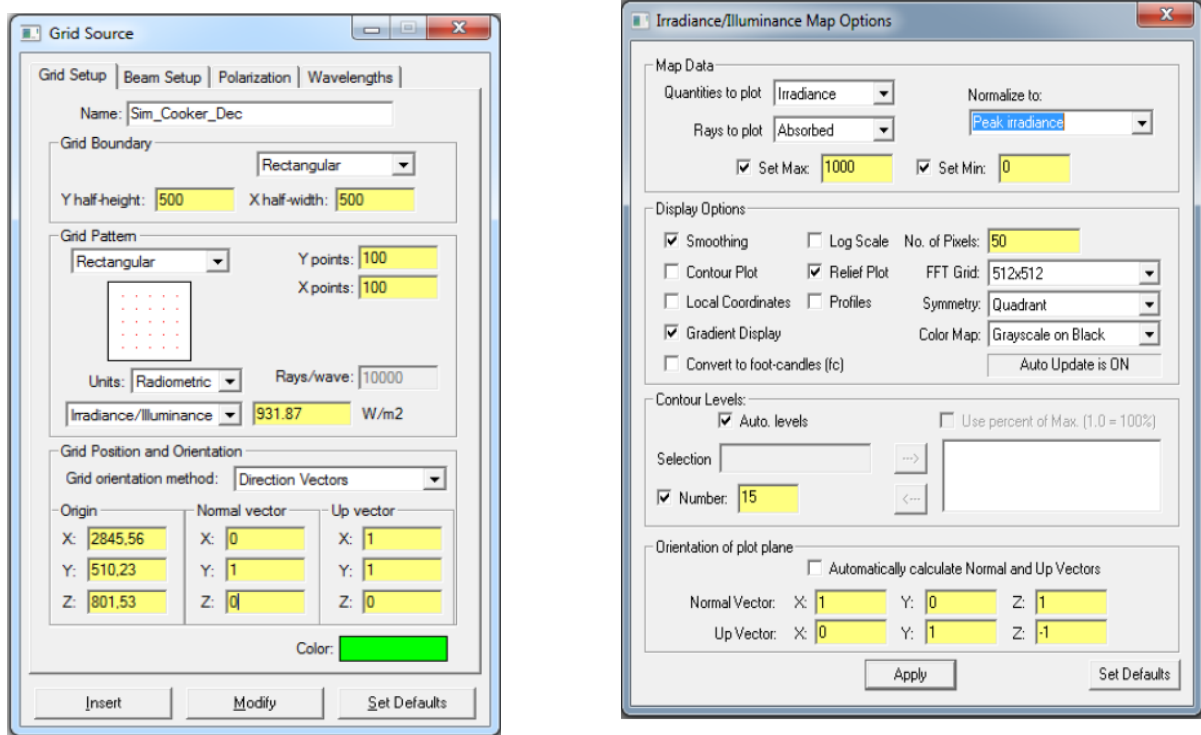 Grid Source
Grid Setup Beam Setup Polarization Wavelengths
Name: Sim_Cooker_Dec
Grid Boundary
Rectangular
Y half-height: 500 X half-width: 500
Grid Pattern
Rectangular Y points: 100
X points: 100
Units: Radiometric Rays/wave: 10000
Irradiance/Illuminance 931.87 W/m2
Grid Position and Orientation
Grid orientation method: Direction Vectors
Origin Normal vector Up vector
X: 2845,56 X: 0 X: 1
Y: 510,23 Y: 1 Y: 1
Z: 801,53 Z: 0 Z: 0
Color:
Insert Modify Set Defaults
Irradiance/Illuminance Map Options
Map Data
Quantities to plot Irradiance Normalize to:
Rays to plot Absorbed Peak irradiance
Set Max: 1000 Set Min: 0
Display Options
Smoothing Log Scale No. of Pixels: 50
Contour Plot Relief Plot FFT Grid: 512x512
Local Coordinates Profiles Symmetry: Quadrant
Gradient Display Color Map: Grayscale on Black
Convert to foot-candles (fc) Auto Update is ON
Contour Levels:
Auto. levels Use percent of Max. (1.0 = 100%)
Selection --->
Number: 15 <---
Orientation of plot plane
Automatically calculate Normal and Up Vectors
Normal Vector: X: 1 Y: 0 Z: 1
Up Vector: X: 0 Y: 1 Z: -1
Apply Set Defaults